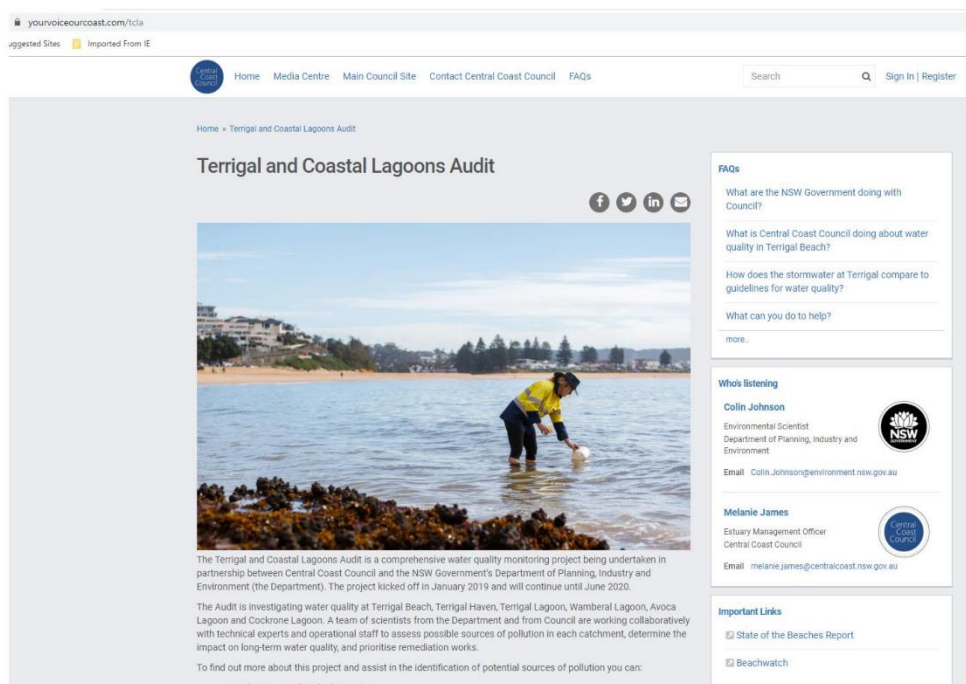 yourvoiceourcoast.com/tcla
uggested Sites Imported From IE
Central Coast Council
Home Media Centre Main Council Site Contact Central Coast Council FAQs Search Sign In | Register
Home » Terrigal and Coastal Lagoons Audit
Terrigal and Coastal Lagoons Audit
The Terrigal and Coastal Lagoons Audit is a comprehensive water quality monitoring project being undertaken in
partnership between Central Coast Council and the NSW Government's Department of Planning, Industry and
Environment (the Department). The project kicked off in January 2019 and will continue until June 2020.
The Audit is investigating water quality at Terrigal Beach, Terrigal Haven, Terrigal Lagoon, Wamberal Lagoon, Avoca
Lagoon and Cockrone Lagoon. A team of scientists from the Department and from Council are working collaboratively
with technical experts and operational staff to assess possible sources of pollution in each catchment, determine the
impact on long-term water quality, and prioritise remediation works.
To find out more about this project and assist in the identification of potential sources of pollution you can:
FAQs
What are the NSW Government doing with
Council?
What is Central Coast Council doing about water
quality in Terrigal Beach?
How does the stormwater at Terrigal compare to
guidelines for water quality?
What can you do to help?
more..
Who's listening
Colin Johnson
Environmental Scientist
Department of Planning, Industry and
Environment
NSW
GOVERNMENT
Email Colin.Johnson@environment.nsw.gov.au
Melanie James
Estuary Management Officer
Central Coast Council
Central
Coast
Council
Email melanie.james@centralcoast.nsw.gov.au
Important Links
State of the Beaches Report
Beachwatch